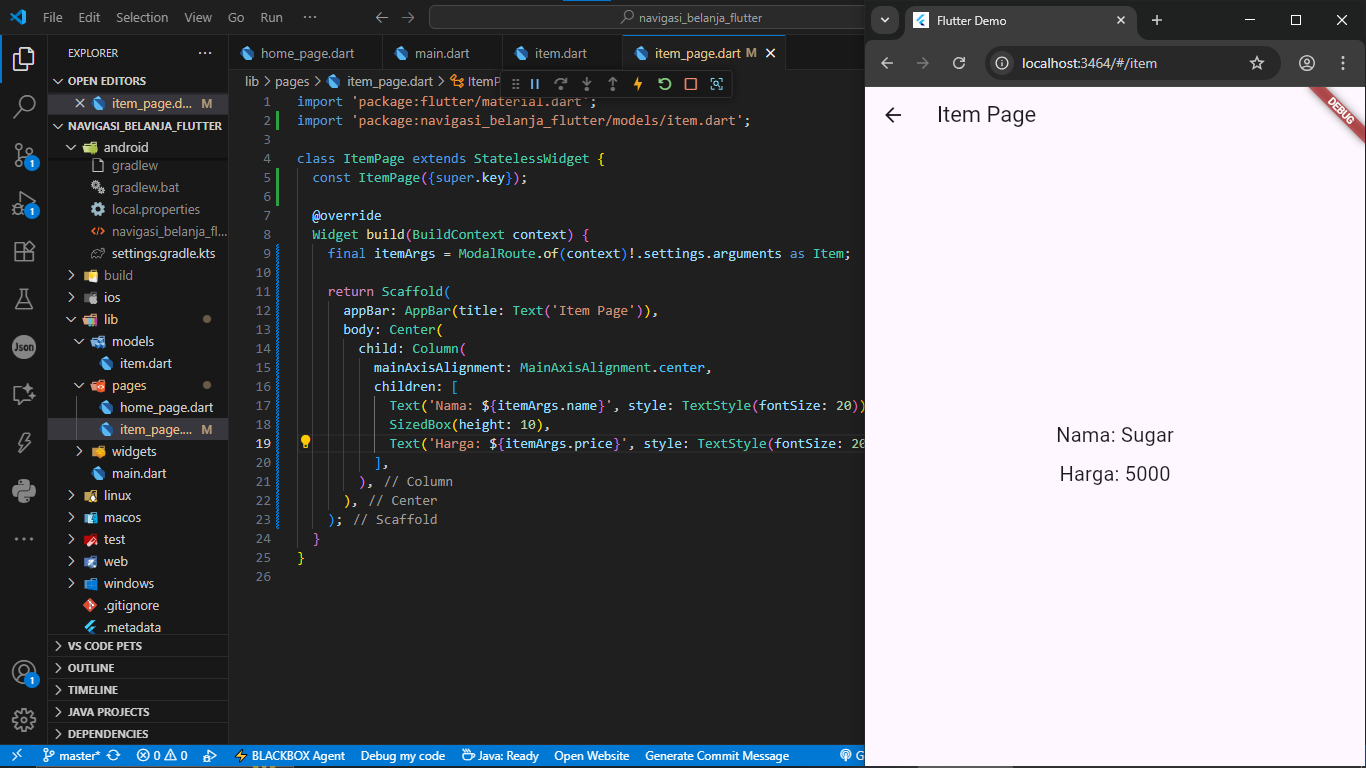 File Edit Selection View Go Run ··· navigasi_belanja_flutter
EXPLORER ···
OPEN EDITORS
item_page.d... M
NAVIGASI_BELANJA_FLUTTER
android
gradlew
gradlew.bat
local.properties
navigasi_belanja_fl...
settings.gradle.kts
build
ios
lib
models
item.dart
pages
home_page.dart
item_page.... M
widgets
main.dart
linux
macos
test
web
windows
.gitignore
.metadata
VS CODE PETS
OUTLINE
TIMELINE
JAVA PROJECTS
DEPENDENCIES
1
1
Json
1
home_page.dart main.dart item.dart item_page.dart M
lib > pages > item_page.dart > ItemP
1 import 'package:flutter/material.dart';
2 import 'package:navigasi_belanja_flutter/models/item.dart';
3
4 class ItemPage extends StatelessWidget {
5 const ItemPage({super.key});
6
7 @override
8 Widget build(BuildContext context) {
9 final itemArgs = ModalRoute.of(context)!.settings.arguments as Item;
10
11 return Scaffold(
12 appBar: AppBar(title: Text('Item Page')),
13 body: Center(
14 child: Column(
15 mainAxisAlignment: MainAxisAlignment.center,
16 children: [
17 Text('Nama: ${itemArgs.name}', style: TextStyle(fontSize: 20))
18 SizedBox(height: 10),
19 Text('Harga: ${itemArgs.price}', style: TextStyle(fontSize: 20
20 ],
21 ), // Column
22 ), // Center
23 ); // Scaffold
24 }
25 }
26
master* 0 0 BLACKBOX Agent Debug my code Java: Ready Open Website Generate Commit Message G
Flutter Demo
localhost:3464/#/item
Item Page
DEBUG
Nama: Sugar
Harga: 5000